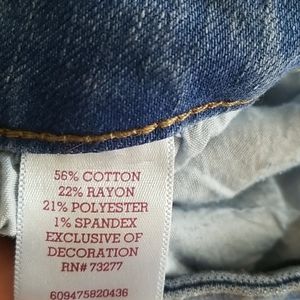 56% COTTON
22% RAYON
21% POLYESTER
1% SPANDEX
EXCLUSIVE OF
DECORATION
RN# 73277
609475820436